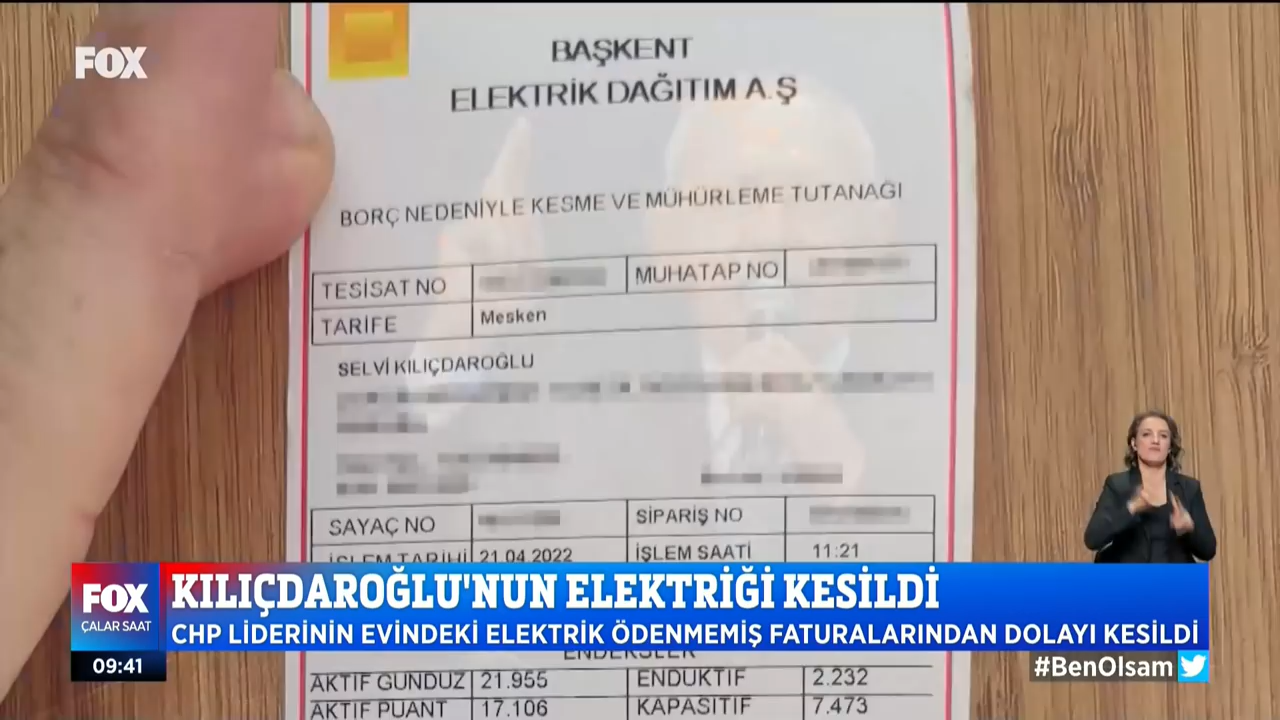 FOX
BAŞKENT
ELEKTRİK DAĞITIM A.Ş
BORÇ NEDENİYLE KESME VE MÜHÜRLEME TUTANAĞI
TESİSAT NO
MUHATAP NO
TARİFE Mesken
SELVİ KILIÇDAROĞLU
SAYAÇ NO
SİPARİŞ NO
İŞLEM TARİHİ 21.04.2022 İŞLEM SAATİ 11:21
FOX
ÇALAR SAAT
KILIÇDAROĞLU'NUN ELEKTRİĞİ KESİLDİ
CHP LİDERİNİN EVİNDEKİ ELEKTRİK ÖDENMEMİŞ FATURALARINDAN DOLAYI KESİLDİ
09:41
#BenOlsam
ENDEKSLER
AKTİF GÜNDÜZ 21.955 ENDUKTİF 2.232
AKTİF PUANT 17.106 KAPASİTİF 7.473